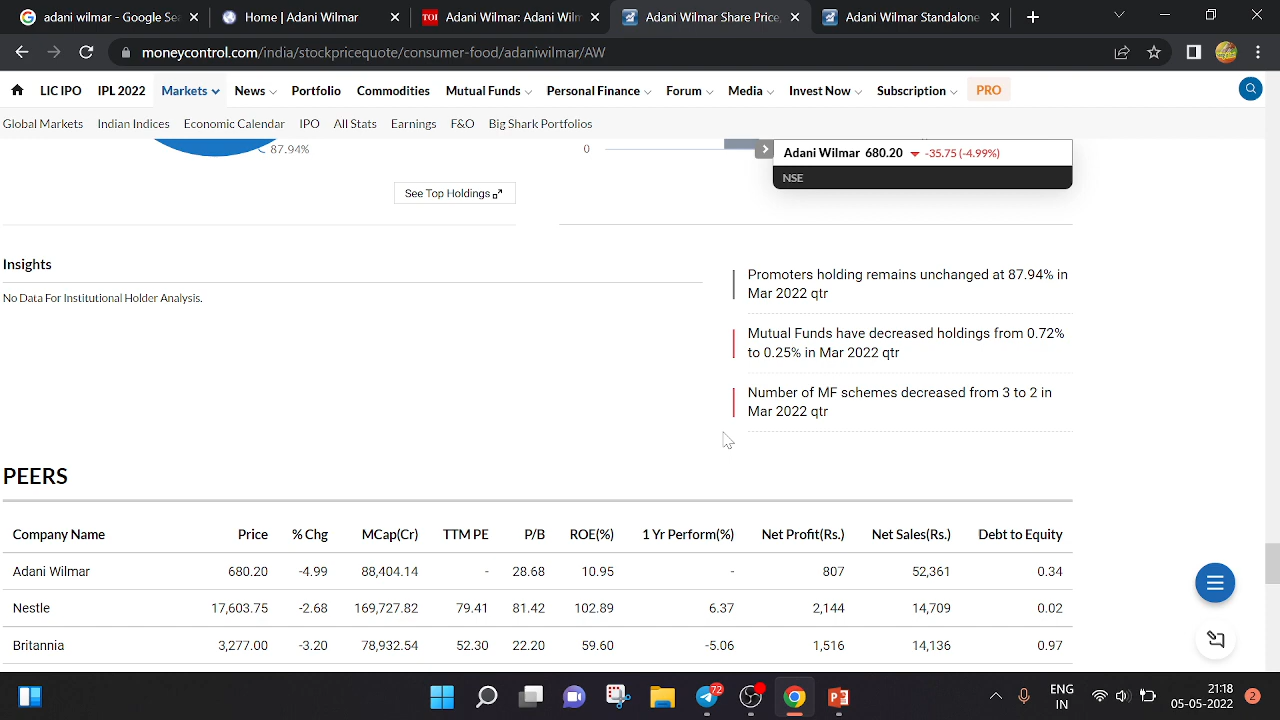 adani wilmar - Google Sea
Home | Adani Wilmar
TOI
Adani Wilmar: Adani Wilm
Adani Wilmar Share Price,
Adani Wilmar Standalone
moneycontrol.com/india/stockpricequote/consumer-food/adaniwilmar/AW
LIC IPO IPL 2022 Markets News Portfolio Commodities Mutual Funds Personal Finance Forum Media Invest Now Subscription PRO
Global Markets Indian Indices Economic Calendar IPO All Stats Earnings F&O Big Shark Portfolios
87.94%
0
Adani Wilmar 680.20 -35.75 (-4.99%)
NSE
See Top Holdings
Insights
No Data For Institutional Holder Analysis.
Promoters holding remains unchanged at 87.94% in
Mar 2022 qtr
Mutual Funds have decreased holdings from 0.72%
to 0.25% in Mar 2022 qtr
Number of MF schemes decreased from 3 to 2 in
Mar 2022 qtr
PEERS
Company Name Price % Chg MCap(Cr) TTM PE P/B ROE(%) 1 Yr Perform(%) Net Profit(Rs.) Net Sales(Rs.) Debt to Equity
Adani Wilmar 680.20 -4.99 88,404.14 - 28.68 10.95 - 807 52,361 0.34
Nestle 17,603.75 -2.68 169,727.82 79.41 81.42 102.89 6.37 2,144 14,709 0.02
Britannia 3,277.00 -3.20 78,932.54 52.30 22.20 59.60 -5.06 1,516 14,136 0.97
72
ENG
IN
21:18
05-05-2022
2